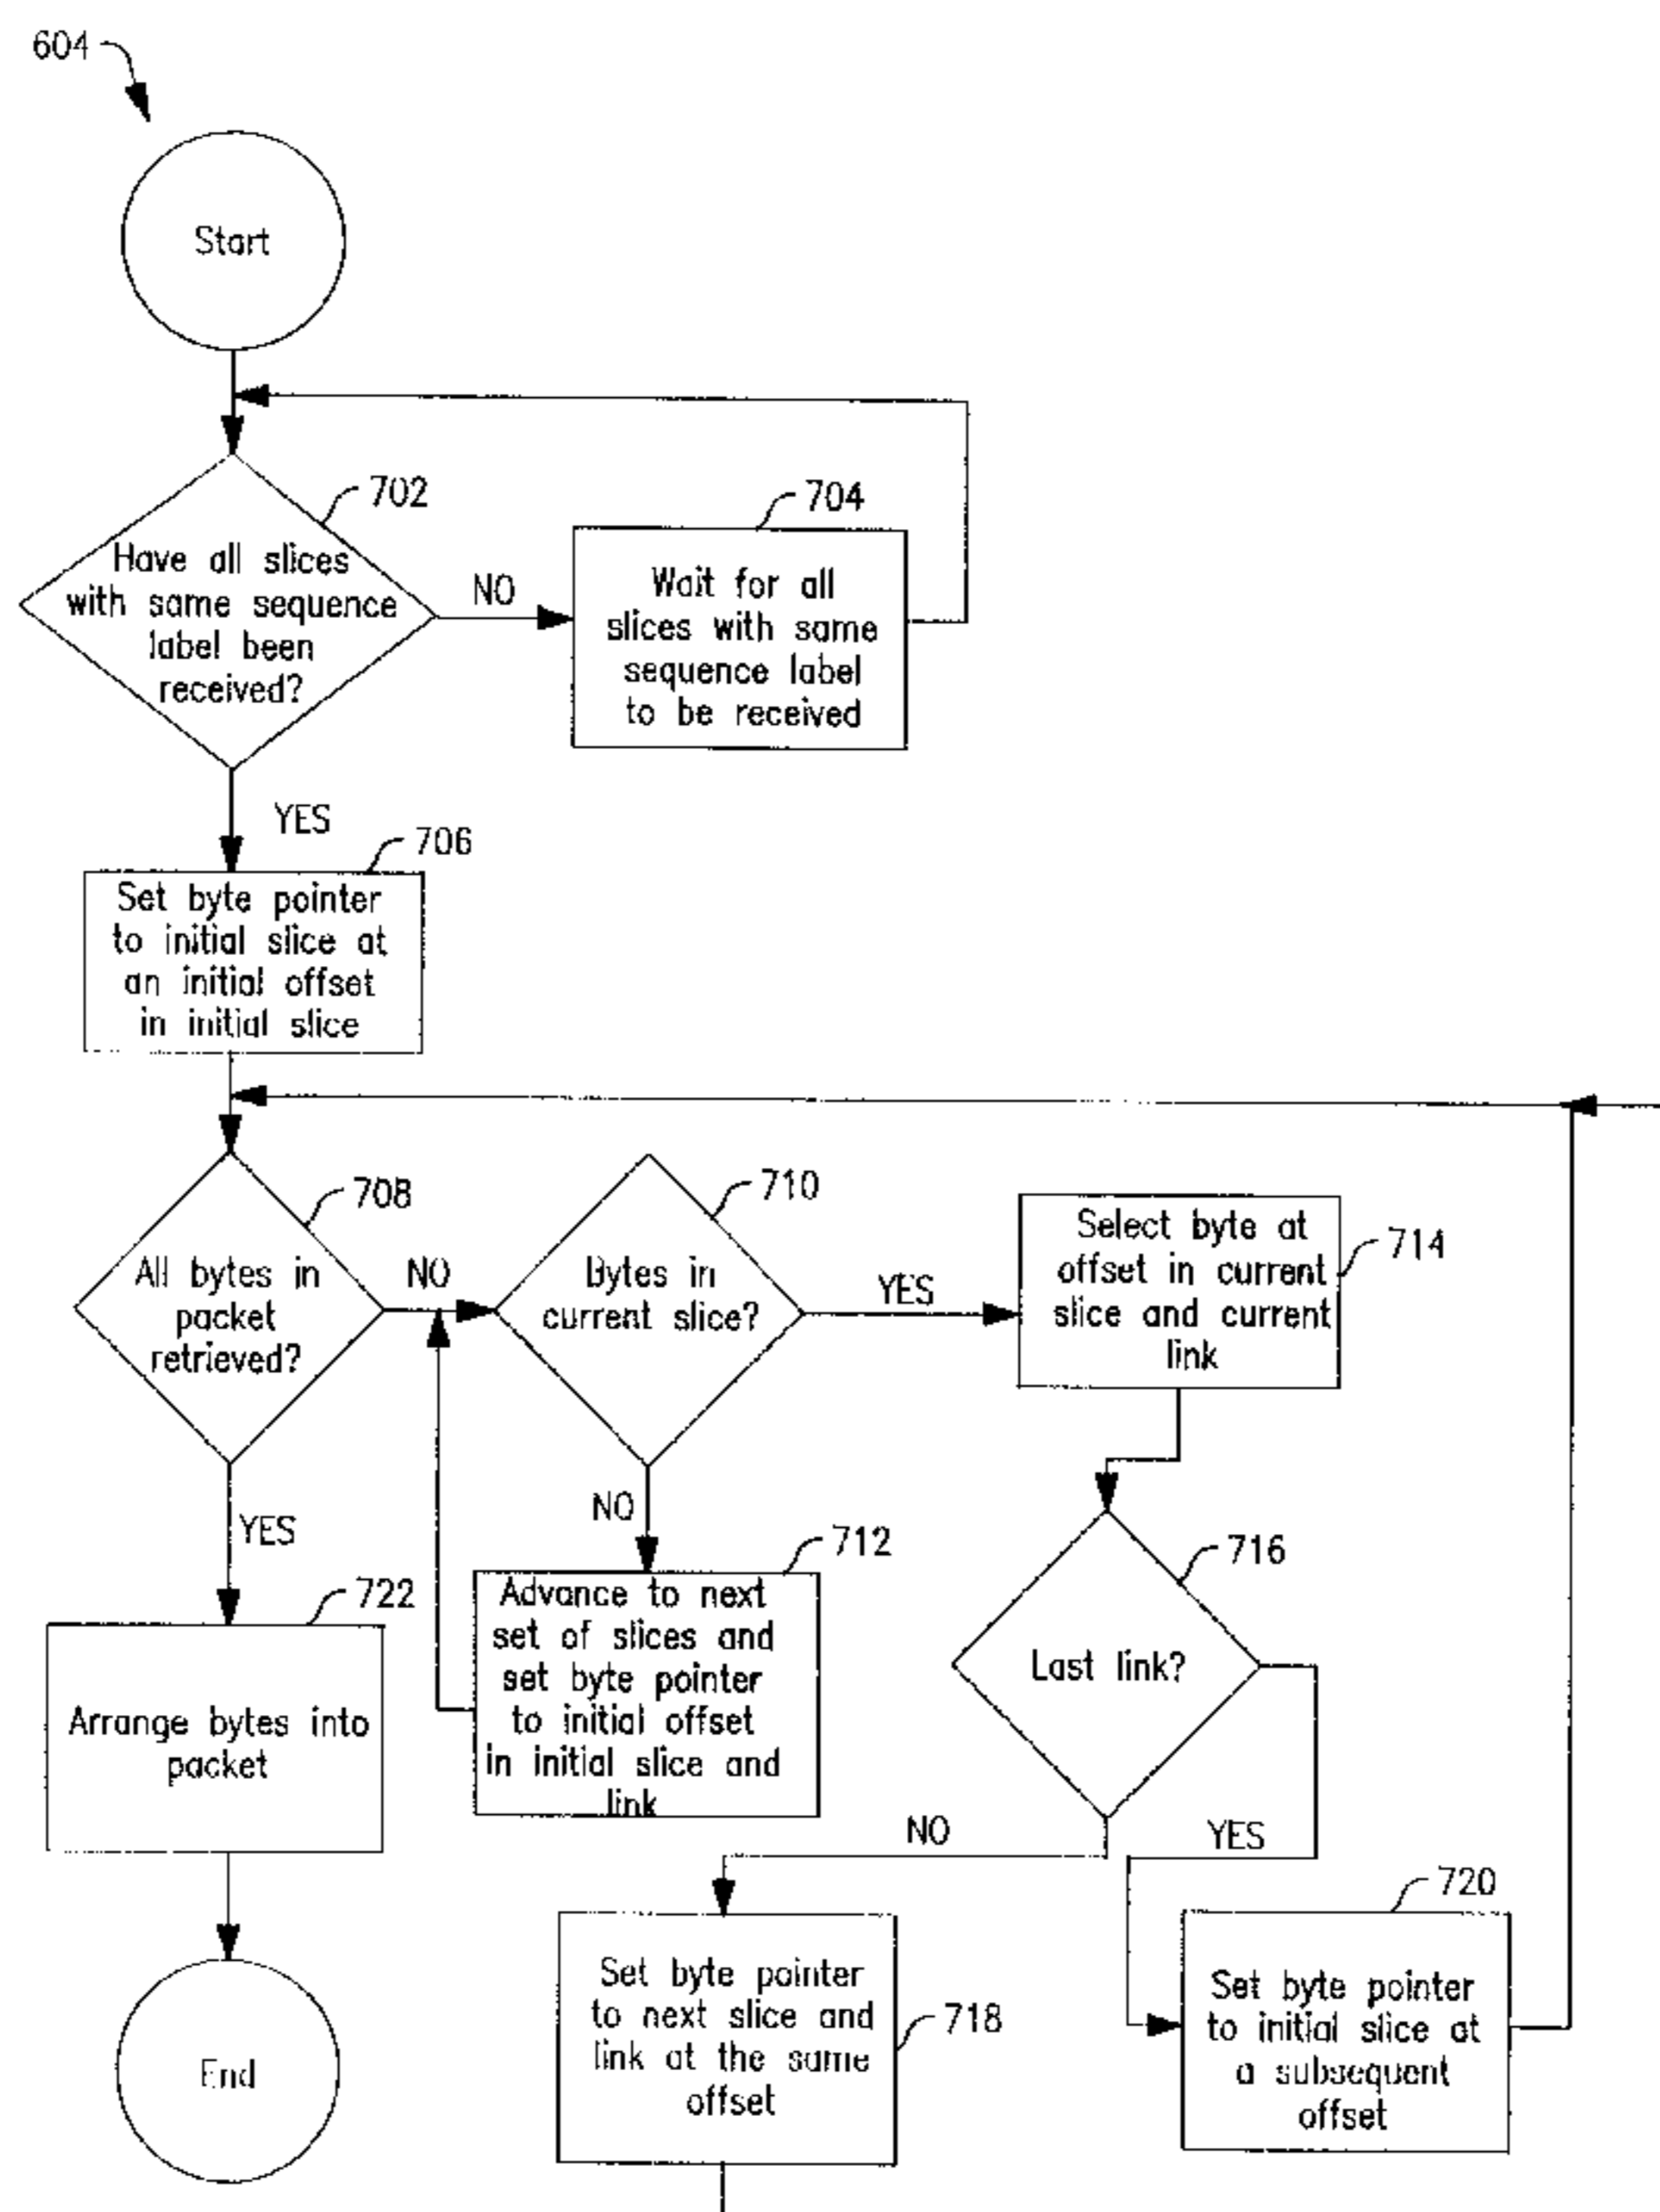 604
Start
702
Have all slices
with same sequence
label been
received?
NO
704
Wait for all
slices with same
sequence label
to be received
YES
706
Set byte pointer
to initial slice at
an initial offset
in initial slice
708
All bytes in
packet
retrieved?
NO
710
Bytes in
current slice?
YES
Select byte at
offset in current
slice and current
link
714
YES
NO
712
Advance to next
set of slices and
set byte pointer
to initial offset
in initial slice and
link
716
Last link?
722
Arrange bytes into
packet
NO
YES
718
Set byte pointer
to next slice and
link at the same
offset
720
Set byte pointer
to initial slice at
a subsequent
offset
End